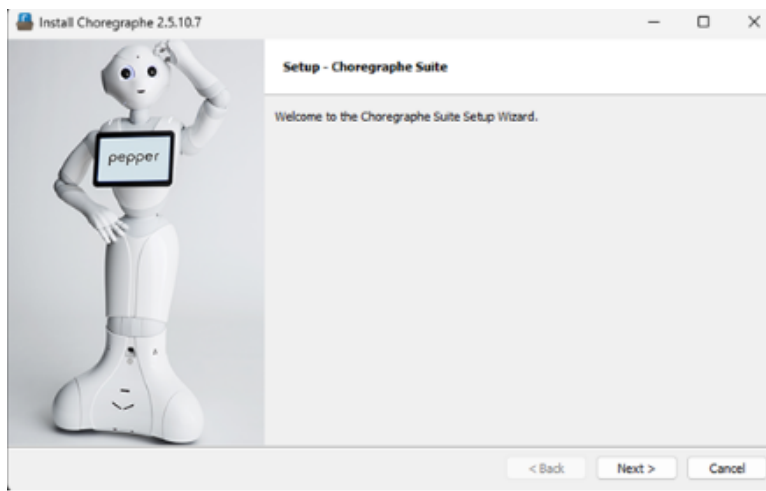 Install Choregraphe 2.5.10.7
Setup - Choregraphe Suite
Welcome to the Choregraphe Suite Setup Wizard.
pepper
< Back
Next >
Cancel